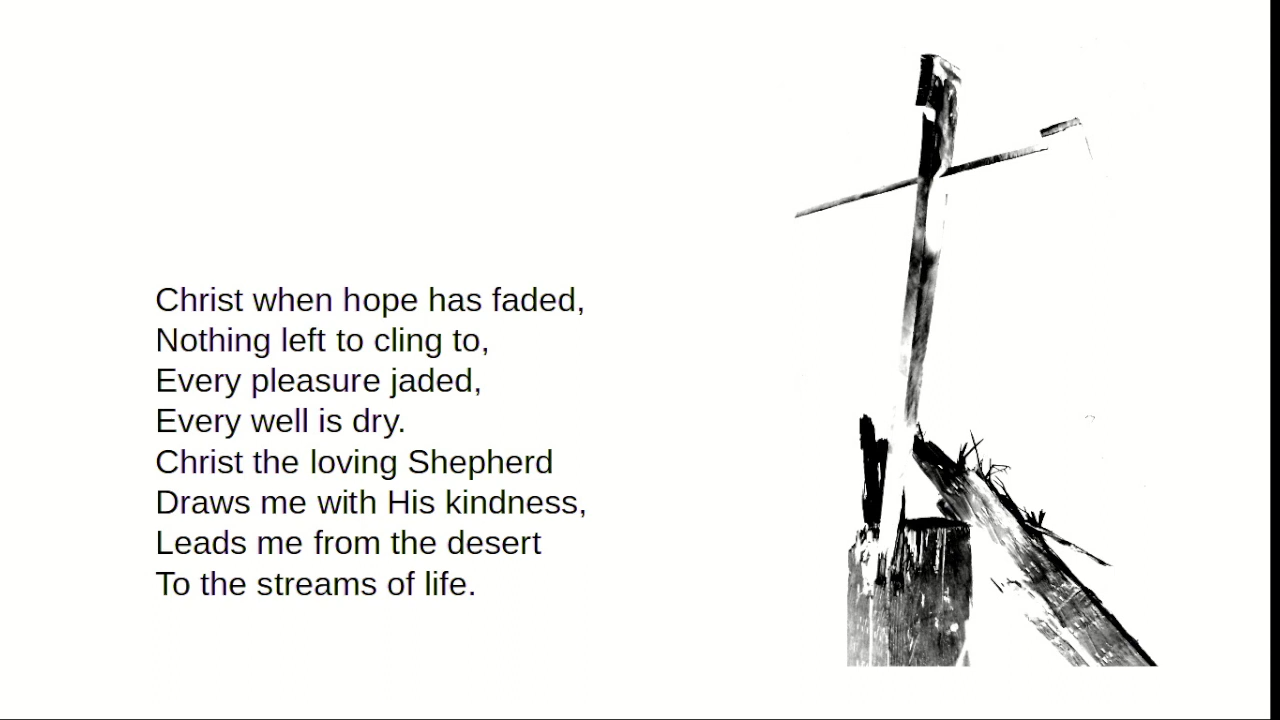 Christ when hope has faded,
Nothing left to cling to,
Every pleasure jaded,
Every well is dry.
Christ the loving Shepherd
Draws me with His kindness,
Leads me from the desert
To the streams of life.